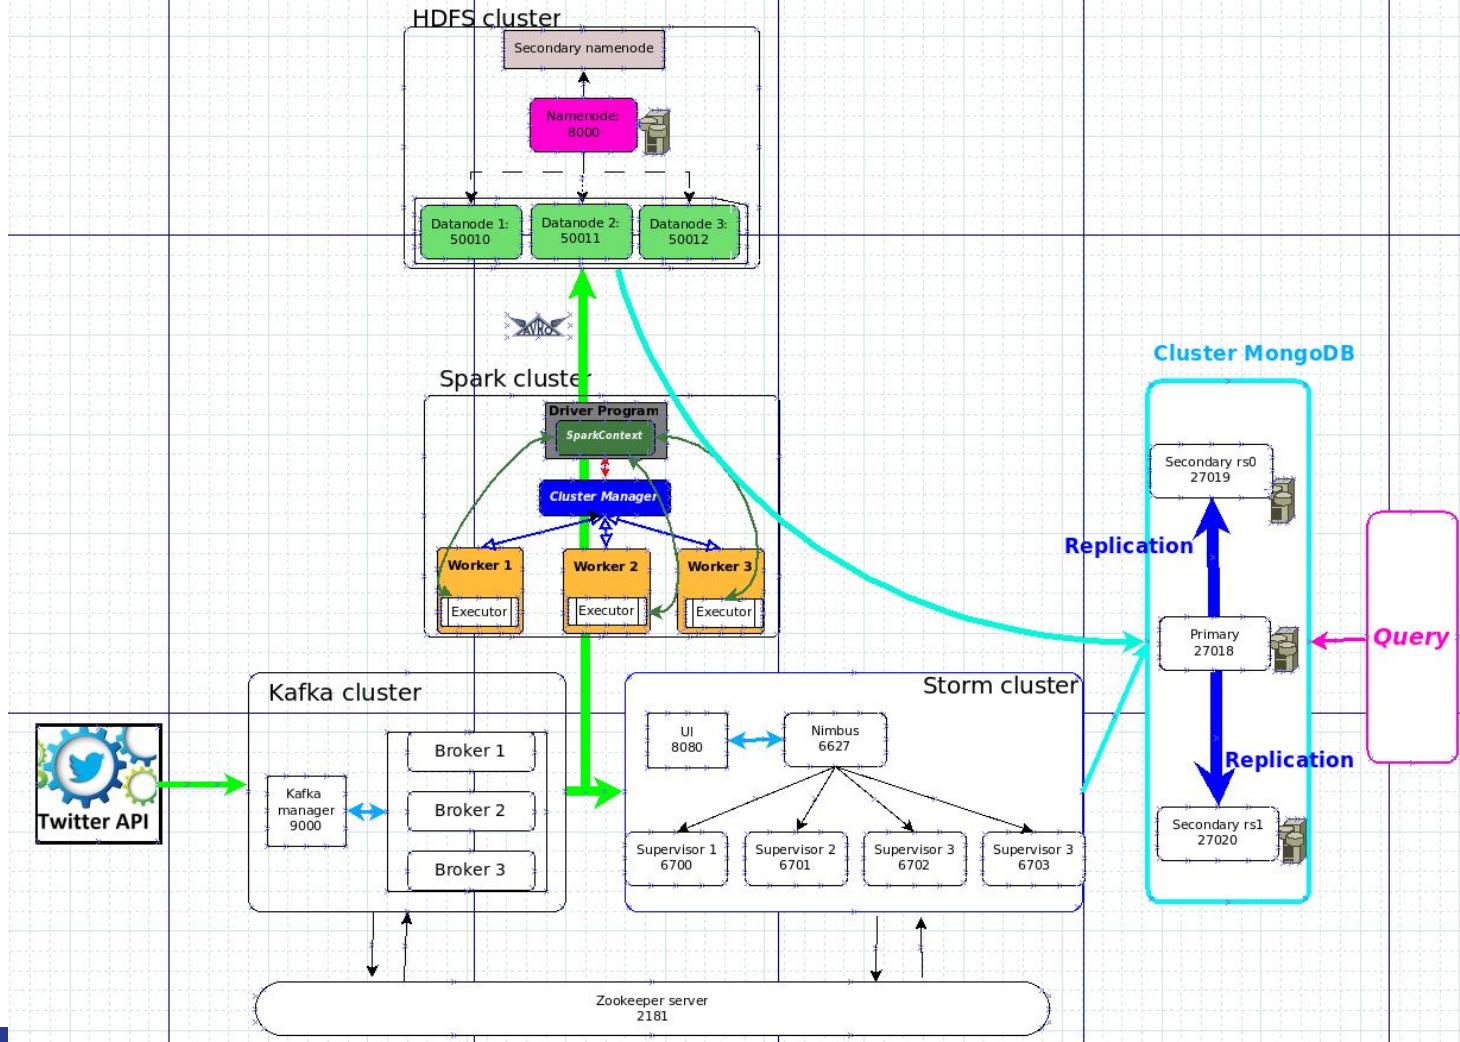 HDFS cluster
Secondary namenode
Namenode:
8000
Datanode 1:
50010
Datanode 2:
50011
Datanode 3:
50012
AVRO
Spark cluster
Driver Program
SparkContext
Cluster Manager
Worker 1
Executor
Worker 2
Executor
Worker 3
Executor
Cluster MongoDB
Secondary rs0
27019
Replication
Primary
27018
Query
Replication
Secondary rs1
27020
Twitter API
Kafka cluster
Kafka
manager
9000
Broker 1
Broker 2
Broker 3
Storm cluster
UI
8080
Nimbus
6627
Supervisor 1
6700
Supervisor 2
6701
Supervisor 3
6702
Supervisor 3
6703
Zookeeper server
2181